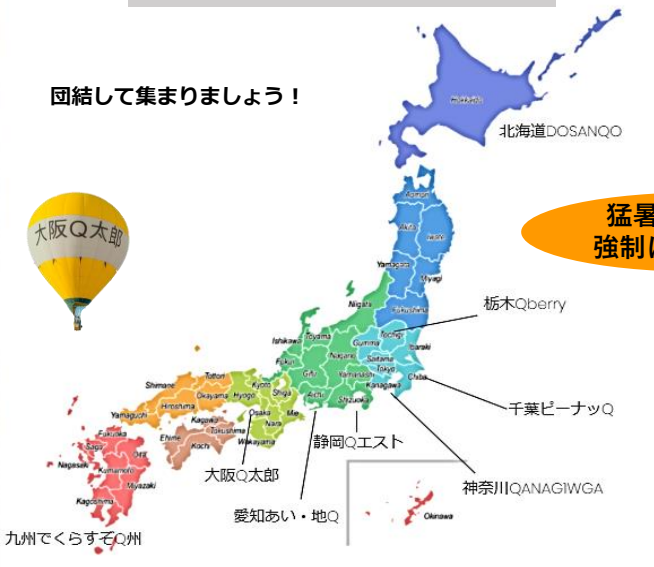 団結して集まりましょう！
Hokkaido
北海道DOSANQO
大阪Q太郎
猛暑
強制
Aomori
Akita
Iwate
Yamagata
Miyagi
Niigata
Fukushima
栃木Qberry
Tochigi
Ishikawa
Toyama
Gumma
Ibaraki
Fukui
Nagano
Saitama
Tokyo
Gifu
Yamanashi
Chiba
Kanagawa
千葉ピーナッQ
Tottori
Kyoto
Shimane
Okayama
Hyogo
Shiga
Aichi
Shizuoka
Hiroshima
Osaka
Mie
Yamaguchi
Kagawa
Nara
Tokushima
Wakayama
Ehime
Kochi
静岡Qエスト
Fukuoka
Saga
Oita
Nagasaki
Kumamoto
Miyazaki
Kagoshima
大阪Q太郎
神奈川QANAGIWGA
愛知あい・地Q
Okinawa
九州でくらすぞQ州